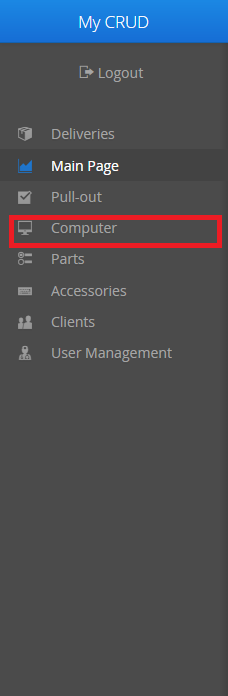 My CRUD
Logout
Deliveries
Main Page
Pull-out
Computer
Parts
Accessories
Clients
User Management